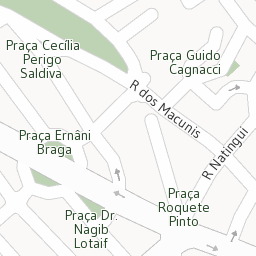 Praça Cecília
Perigo
Saldiva
Praça Guido
Cagnacci
R dos Macunis
Praça Ernâni
Braga
R Natingui
Praça
Roquete
Pinto
Praça Dr.
Nagib
Lotaif